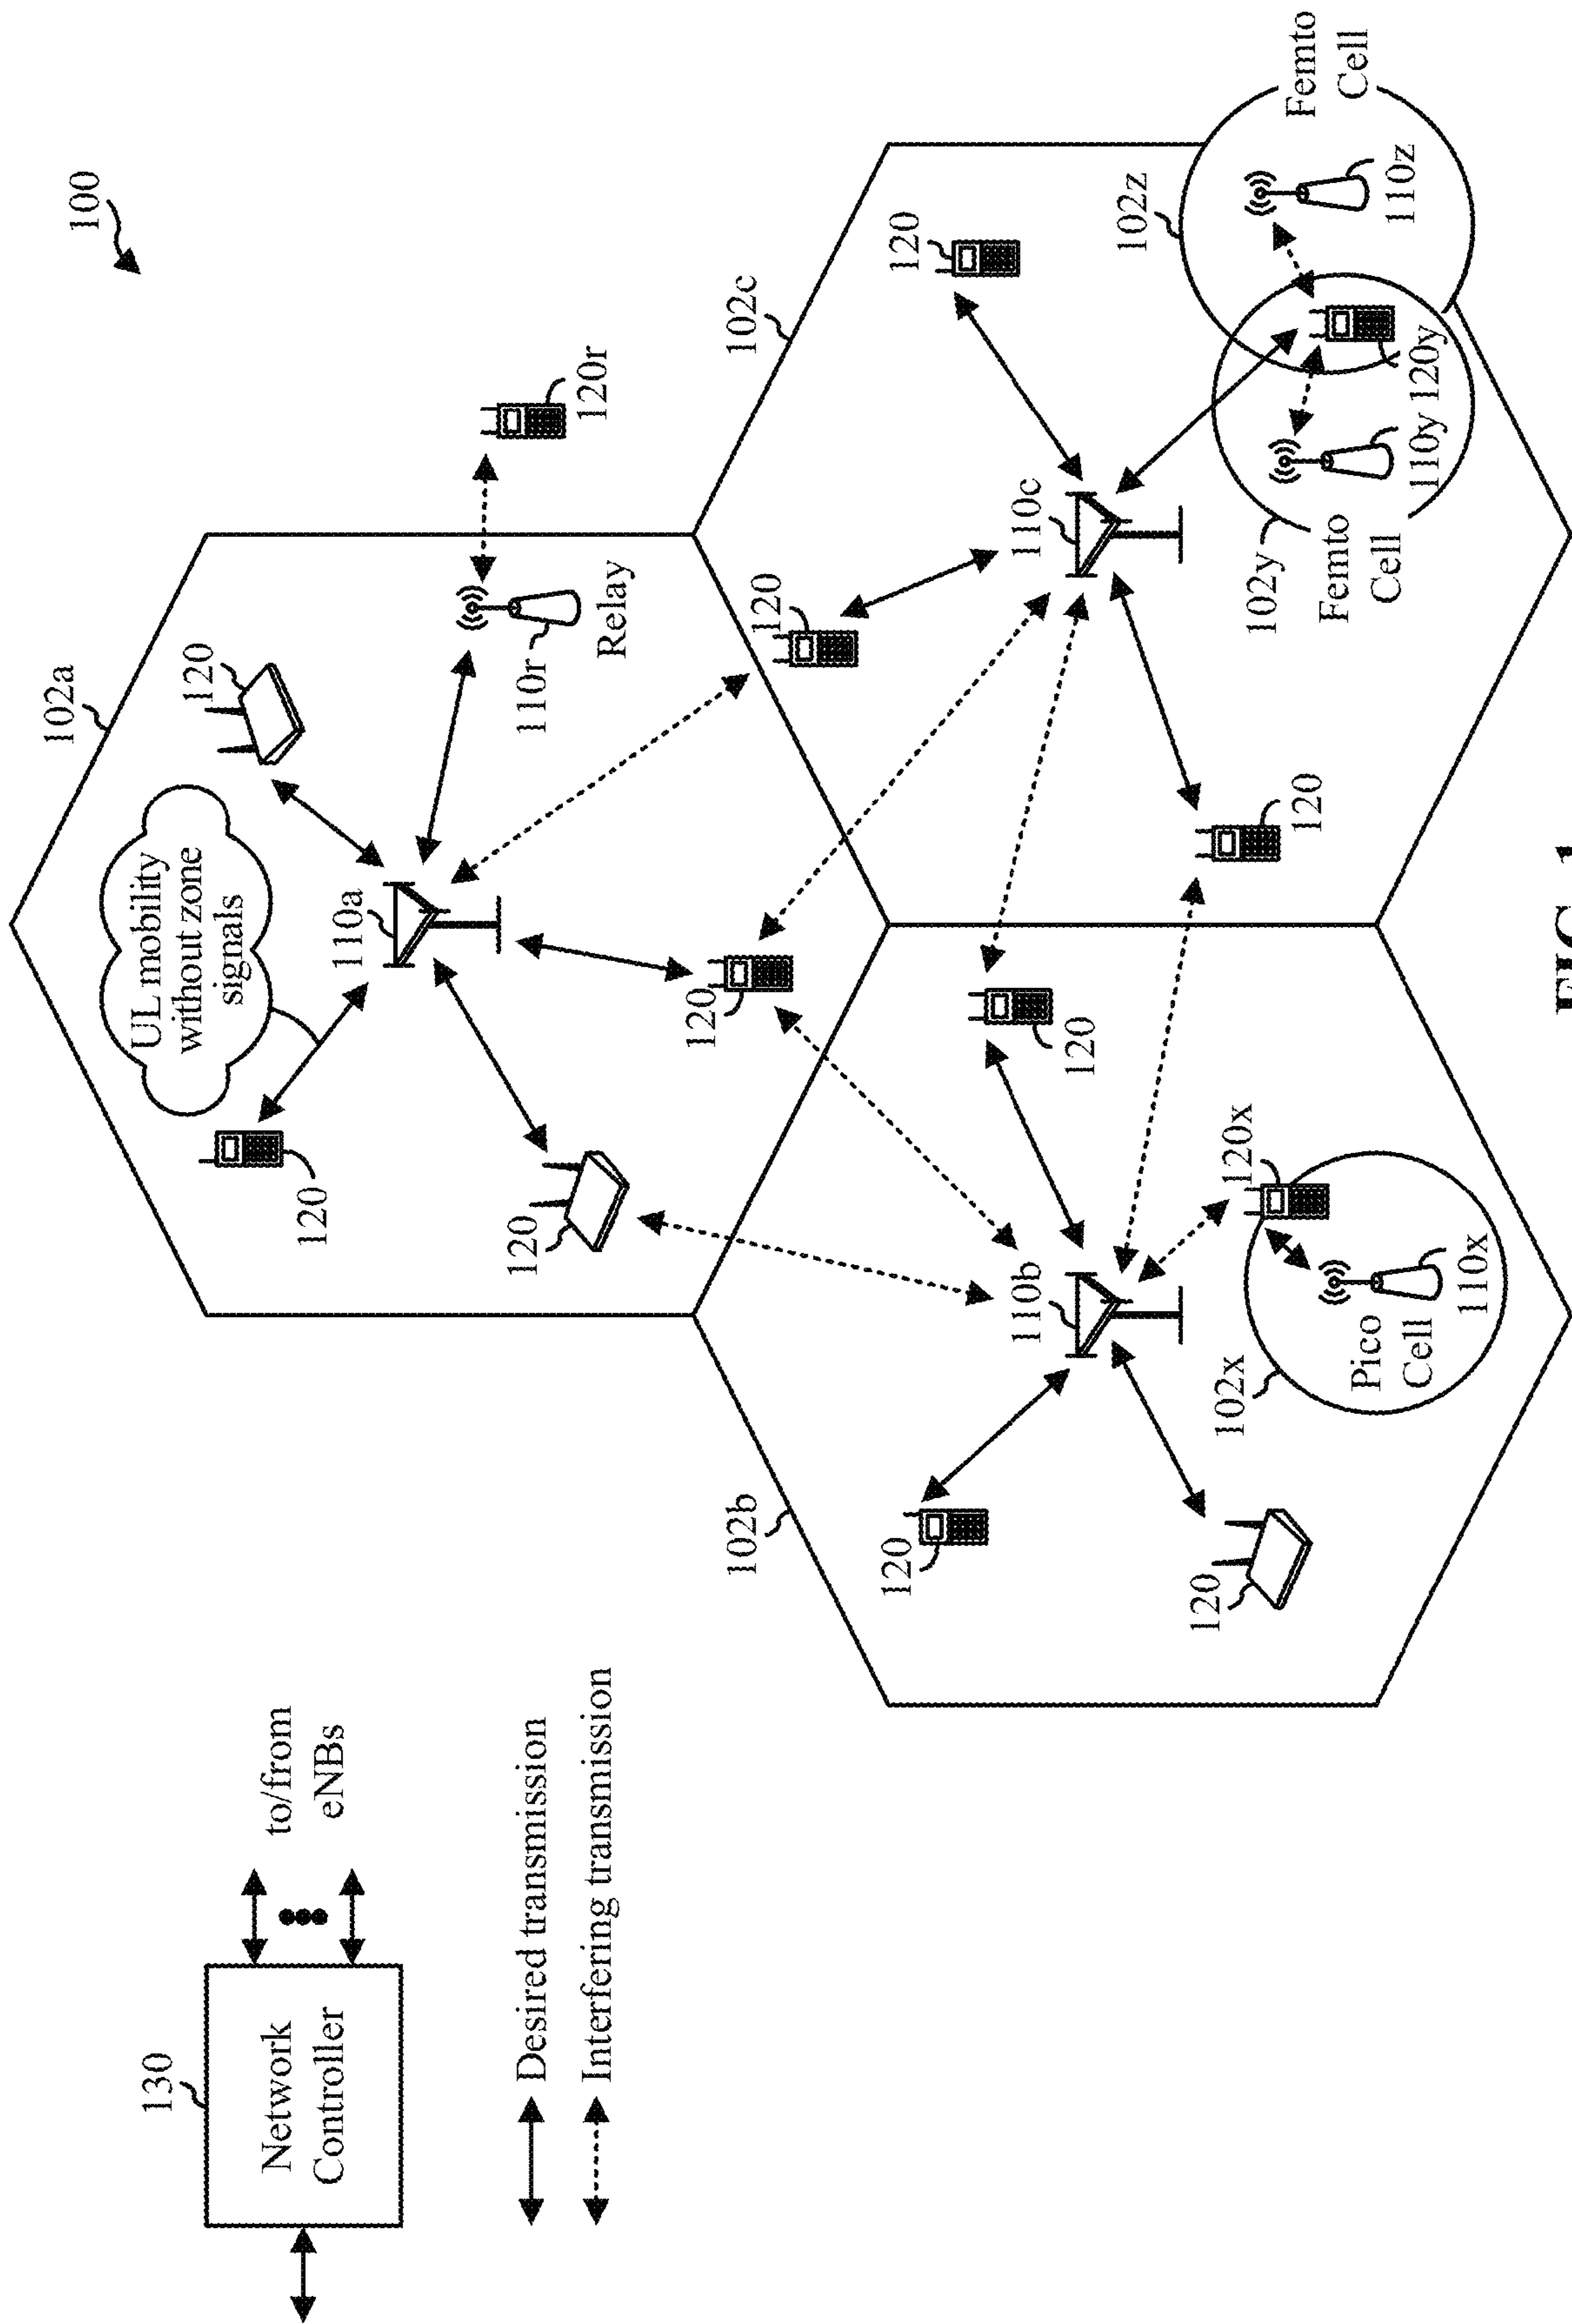 100
130
Network
Controller
to/from
eNBs
Desired transmission
Interfering transmission
102a
UL mobility
without zone
signals
120
120
110a
120
120
110r
Relay
120r
102b
120
110b
120
120
102x
Pico
Cell
110x
120x
102c
120
110c
120
120
102y
Femto
Cell
110y
120y
102z
110z
Femto
Cell
FIG. 1